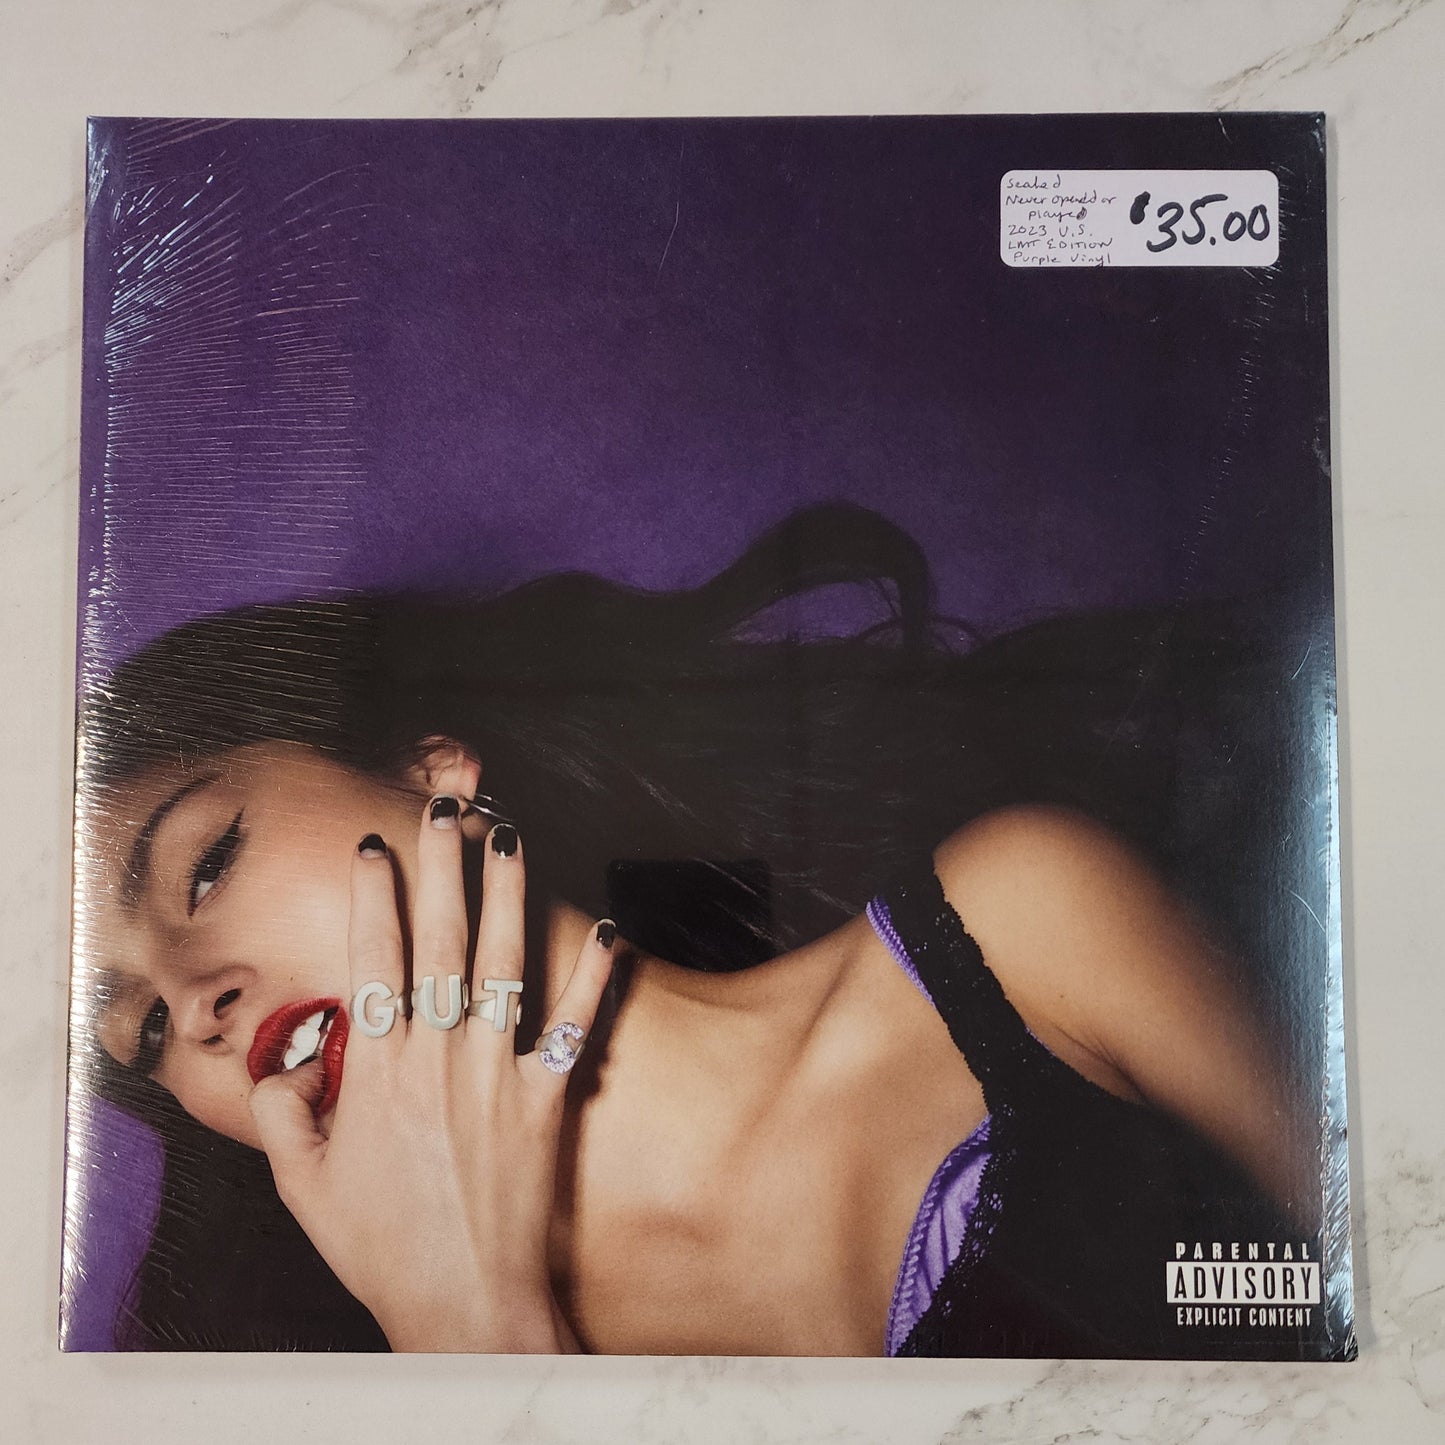 sealed
Never opened or
played
2023 U.S.
LMT EDITION
Purple Vinyl
$35.00
GUTS
PARENTAL
ADVISORY
EXPLICIT CONTENT